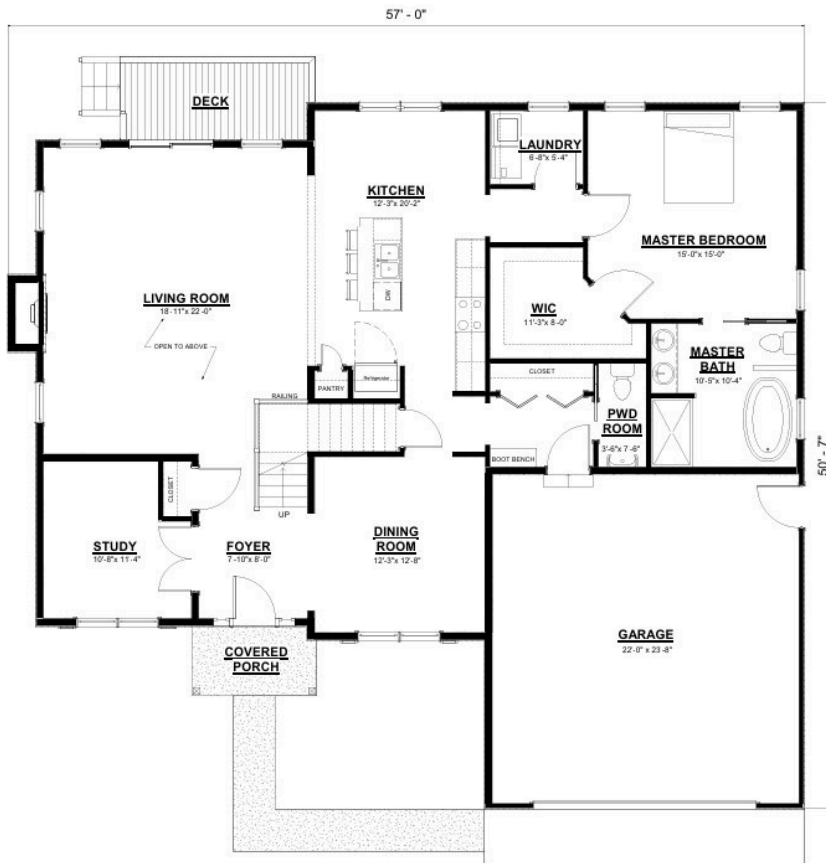 57' - 0"
DECK
LAUNDRY
6'-8"x 5'-4"
KITCHEN
12'-3"x 20'-2"
MASTER BEDROOM
15'-0"x 15'-0"
LIVING ROOM
18'-11"x 22'-0"
OPEN TO ABOVE
DW
WIC
11'-3"x 8'-0"
MASTER
BATH
10'-5"x 10'-4"
CLOSET
Refrigerator
PANTRY
RAILING
PWD
ROOM
3'-6"x 7'-6"
BOOT BENCH
50' - 7"
CLOSET
UP
STUDY
10'-8"x 11'-4"
FOYER
7'-10"x 8'-0"
DINING
ROOM
12'-3"x 12'-8"
GARAGE
22'-0" x 23'-8"
COVERED
PORCH